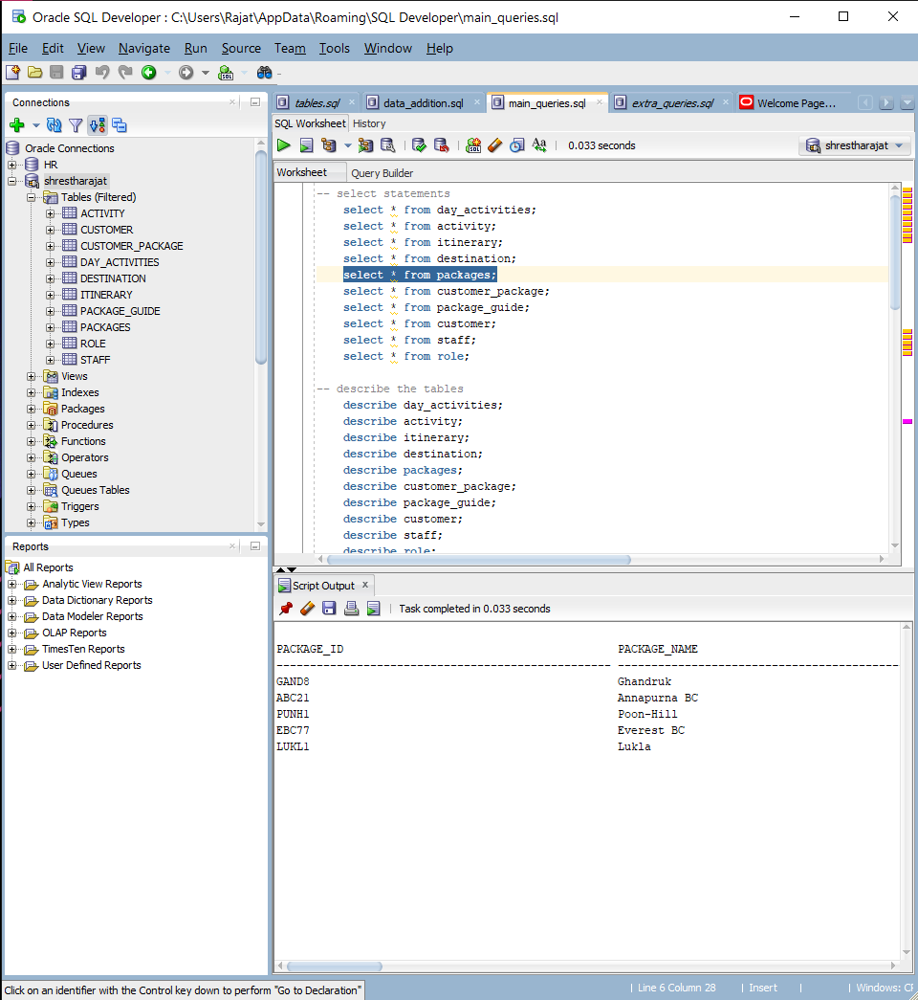 Oracle SQL Developer : C:\Users\Rajat\AppData\Roaming\SQL Developer\main_queries.sql
File Edit View Navigate Run Source Team Tools Window Help
Connections
Oracle Connections
HR
shrestharajat
Tables (Filtered)
ACTIVITY
CUSTOMER
CUSTOMER_PACKAGE
DAY_ACTIVITIES
DESTINATION
ITINERARY
PACKAGE_GUIDE
PACKAGES
ROLE
STAFF
Views
Indexes
Packages
Procedures
Functions
Operators
Queues
Queues Tables
Triggers
Types
Reports
All Reports
Analytic View Reports
Data Dictionary Reports
Data Modeler Reports
OLAP Reports
TimesTen Reports
User Defined Reports
tables.sql data_addition.sql main_queries.sql extra_queries.sql Welcome Page...
SQL Worksheet History
0.033 seconds shrestharajat
Worksheet Query Builder
-- select statements
select * from day_activities;
select * from activity;
select * from itinerary;
select * from destination;
select * from packages;
select * from customer_package;
select * from package_guide;
select * from customer;
select * from staff;
select * from role;
-- describe the tables
describe day_activities;
describe activity;
describe itinerary;
describe destination;
describe packages;
describe customer_package;
describe package_guide;
describe customer;
describe staff;
describe role;
Script Output
Task completed in 0.033 seconds
PACKAGE_ID PACKAGE_NAME
GAND8 Ghandruk
ABC21 Annapurna BC
PUNH1 Poon-Hill
EBC77 Everest BC
LUKL1 Lukla
Click on an identifier with the Control key down to perform "Go to Declaration"
Line 6 Column 28 Insert Windows: CR